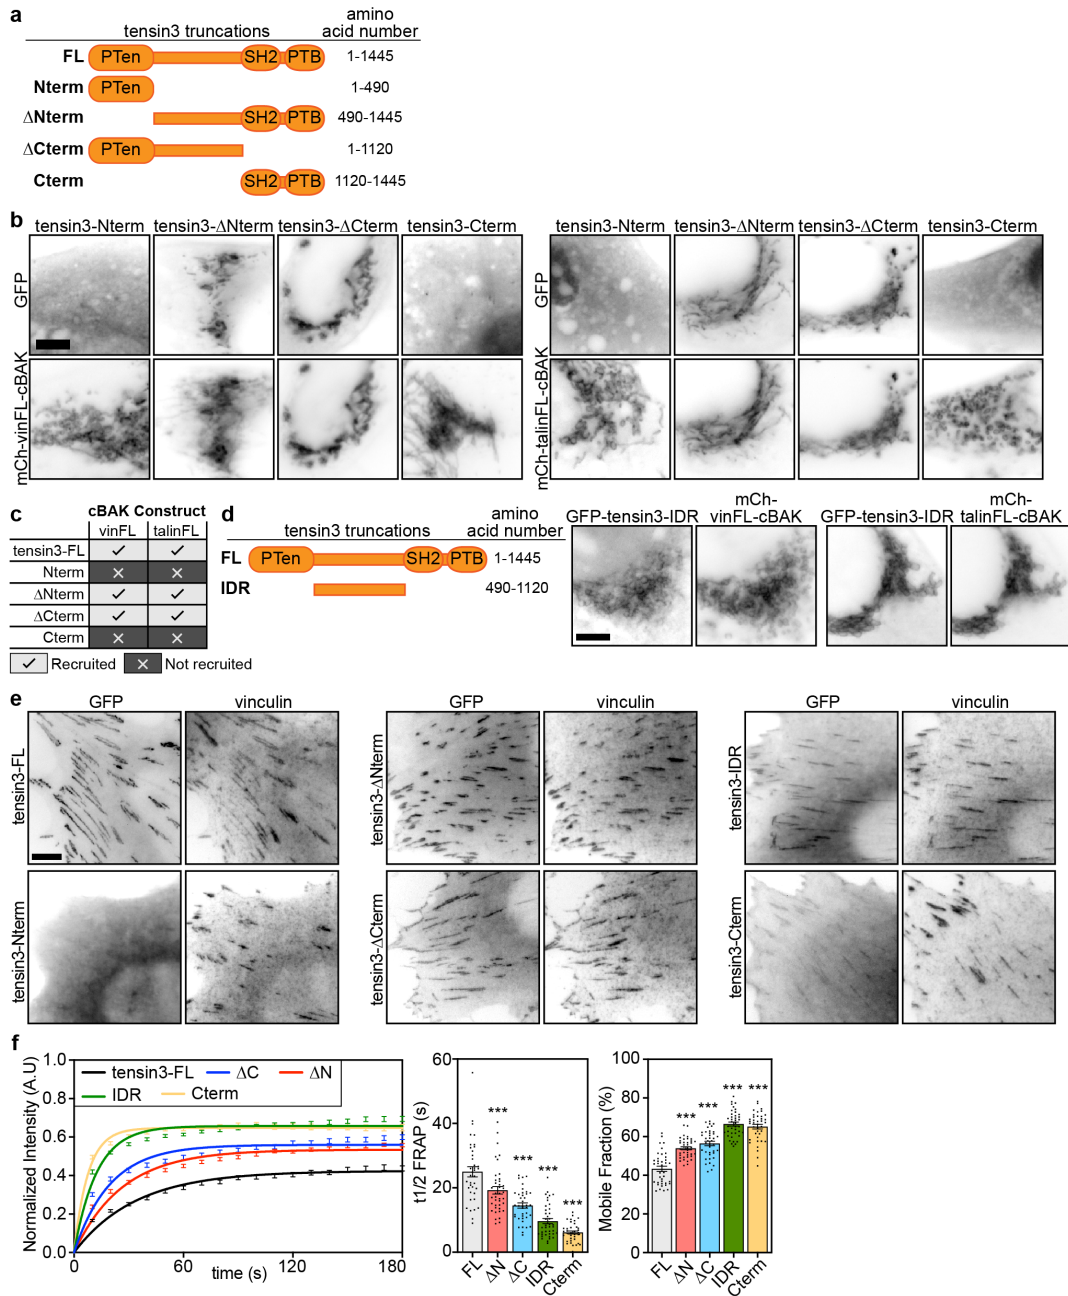 a
tensin3 truncations amino acid number
FL PTen SH2 PTB 1-1445
Nterm PTen 1-490
ΔNterm SH2 PTB 490-1445
ΔCterm PTen 1-1120
Cterm SH2 PTB 1120-1445
b
tensin3-Nterm tensin3-ΔNterm tensin3-ΔCterm tensin3-Cterm tensin3-Nterm tensin3-ΔNterm tensin3-ΔCterm tensin3-Cterm
GFP GFP
mCh-vinFL-cBAK mCh-talinFL-cBAK
c
cBAK Construct
vinFL talinFL
tensin3-FL ✓ ✓
Nterm × ×
ΔNterm ✓ ✓
ΔCterm ✓ ✓
Cterm × ×
✓ Recruited × Not recruited
d
tensin3 truncations amino acid number
FL PTen SH2 PTB 1-1445
IDR 490-1120
GFP-tensin3-IDR mCh-vinFL-cBAK GFP-tensin3-IDR mCh-talinFL-cBAK
e
GFP vinculin GFP vinculin GFP vinculin
tensin3-FL tensin3-ΔNterm tensin3-IDR
tensin3-Nterm tensin3-ΔCterm tensin3-Cterm
f
Normalized Intensity (A.U)
1.0
0.8
0.6
0.4
0.2
0.0
tensin3-FL ΔC ΔN
IDR Cterm
0 60 120 180
time (s)
t1/2 FRAP (s)
60
40
20
0
*** *** *** ***
FL ΔN ΔC IDR Cterm
Mobile Fraction (%)
100
80
60
40
20
0
*** *** *** ***
FL ΔN ΔC IDR Cterm